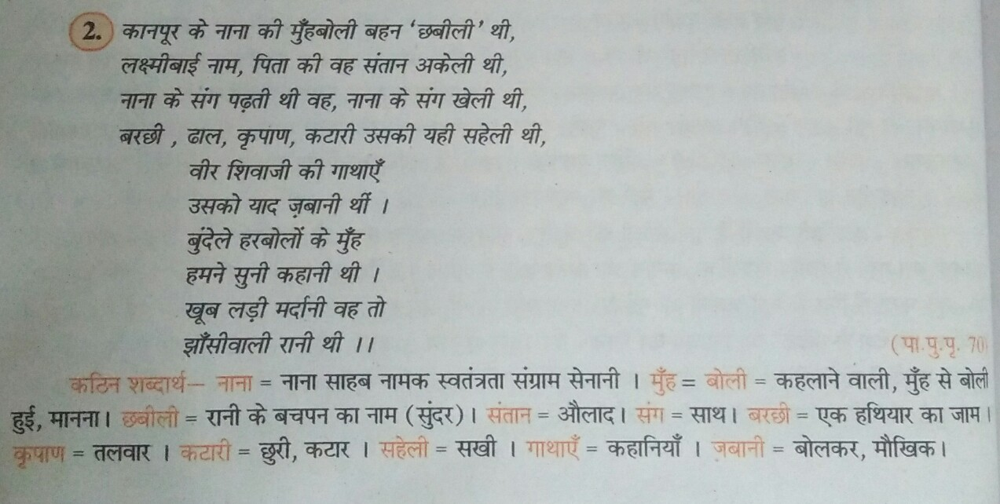 2. कानपूर के नाना की मुँहबोली बहन ‘छबीली’ थी,
लक्ष्मीबाई नाम, पिता की वह संतान अकेली थी,
नाना के संग पढ़ती थी वह, नाना के संग खेली थी,
बरछी , ढाल, कृपाण, कटारी उसकी यही सहेली थी,
वीर शिवाजी की गाथाएँ
उसको याद ज़बानी थीं ।
बुंदेले हरबोलों के मुँह
हमने सुनी कहानी थी ।
खूब लड़ी मर्दानी वह तो
झाँसीवाली रानी थी ।।
(पा.पु.पृ. 70)
कठिन शब्दार्थ— नाना = नाना साहब नामक स्वतंत्रता संग्राम सेनानी । मुँह = बोली = कहलाने वाली, मुँह से बोली
हुई, मानना। छबीली = रानी के बचपन का नाम (सुंदर)। संतान = औलाद। संग = साथ। बरछी = एक हथियार का जाम।
कृपाण = तलवार । कटारी = छुरी, कटार । सहेली = सखी । गाथाएँ = कहानियाँ । ज़बानी = बोलकर, मौखिक।